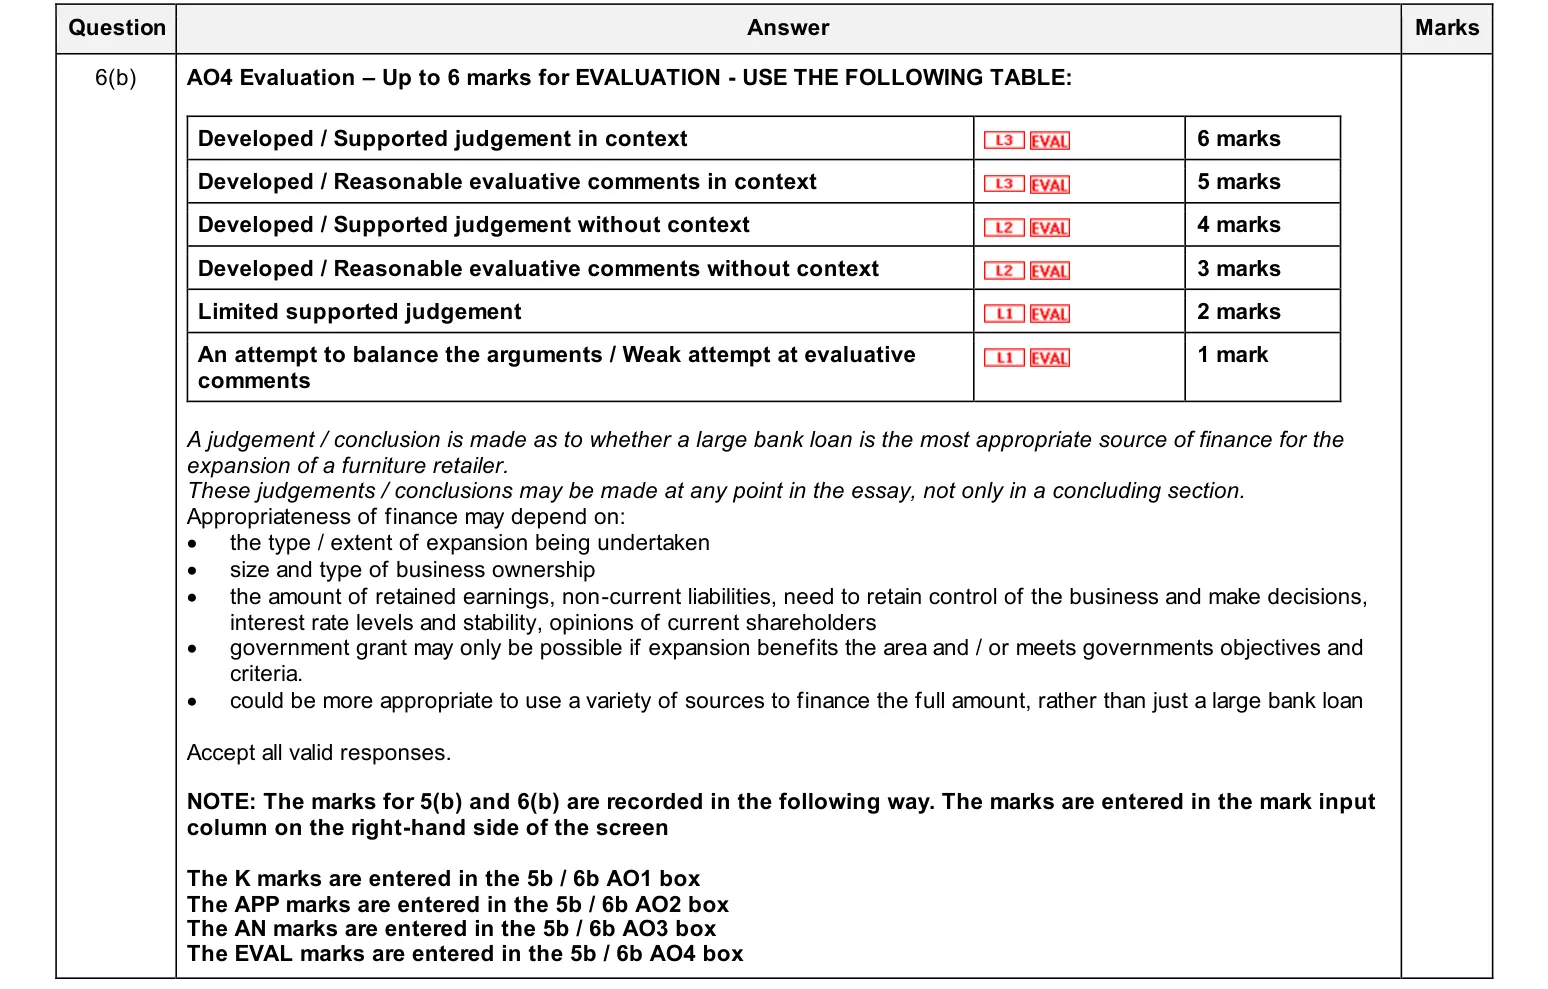 Question Answer Marks
6(b) AO4 Evaluation – Up to 6 marks for EVALUATION - USE THE FOLLOWING TABLE:
Developed / Supported judgement in context L3 EVAL 6 marks
Developed / Reasonable evaluative comments in context L3 EVAL 5 marks
Developed / Supported judgement without context L2 EVAL 4 marks
Developed / Reasonable evaluative comments without context L2 EVAL 3 marks
Limited supported judgement L1 EVAL 2 marks
An attempt to balance the arguments / Weak attempt at evaluative L1 EVAL 1 mark
comments
A judgement / conclusion is made as to whether a large bank loan is the most appropriate source of finance for the
expansion of a furniture retailer.
These judgements / conclusions may be made at any point in the essay, not only in a concluding section.
Appropriateness of finance may depend on:
• the type / extent of expansion being undertaken
• size and type of business ownership
• the amount of retained earnings, non-current liabilities, need to retain control of the business and make decisions,
interest rate levels and stability, opinions of current shareholders
• government grant may only be possible if expansion benefits the area and / or meets governments objectives and
criteria.
• could be more appropriate to use a variety of sources to finance the full amount, rather than just a large bank loan
Accept all valid responses.
NOTE: The marks for 5(b) and 6(b) are recorded in the following way. The marks are entered in the mark input
column on the right-hand side of the screen
The K marks are entered in the 5b / 6b AO1 box
The APP marks are entered in the 5b / 6b AO2 box
The AN marks are entered in the 5b / 6b AO3 box
The EVAL marks are entered in the 5b / 6b AO4 box